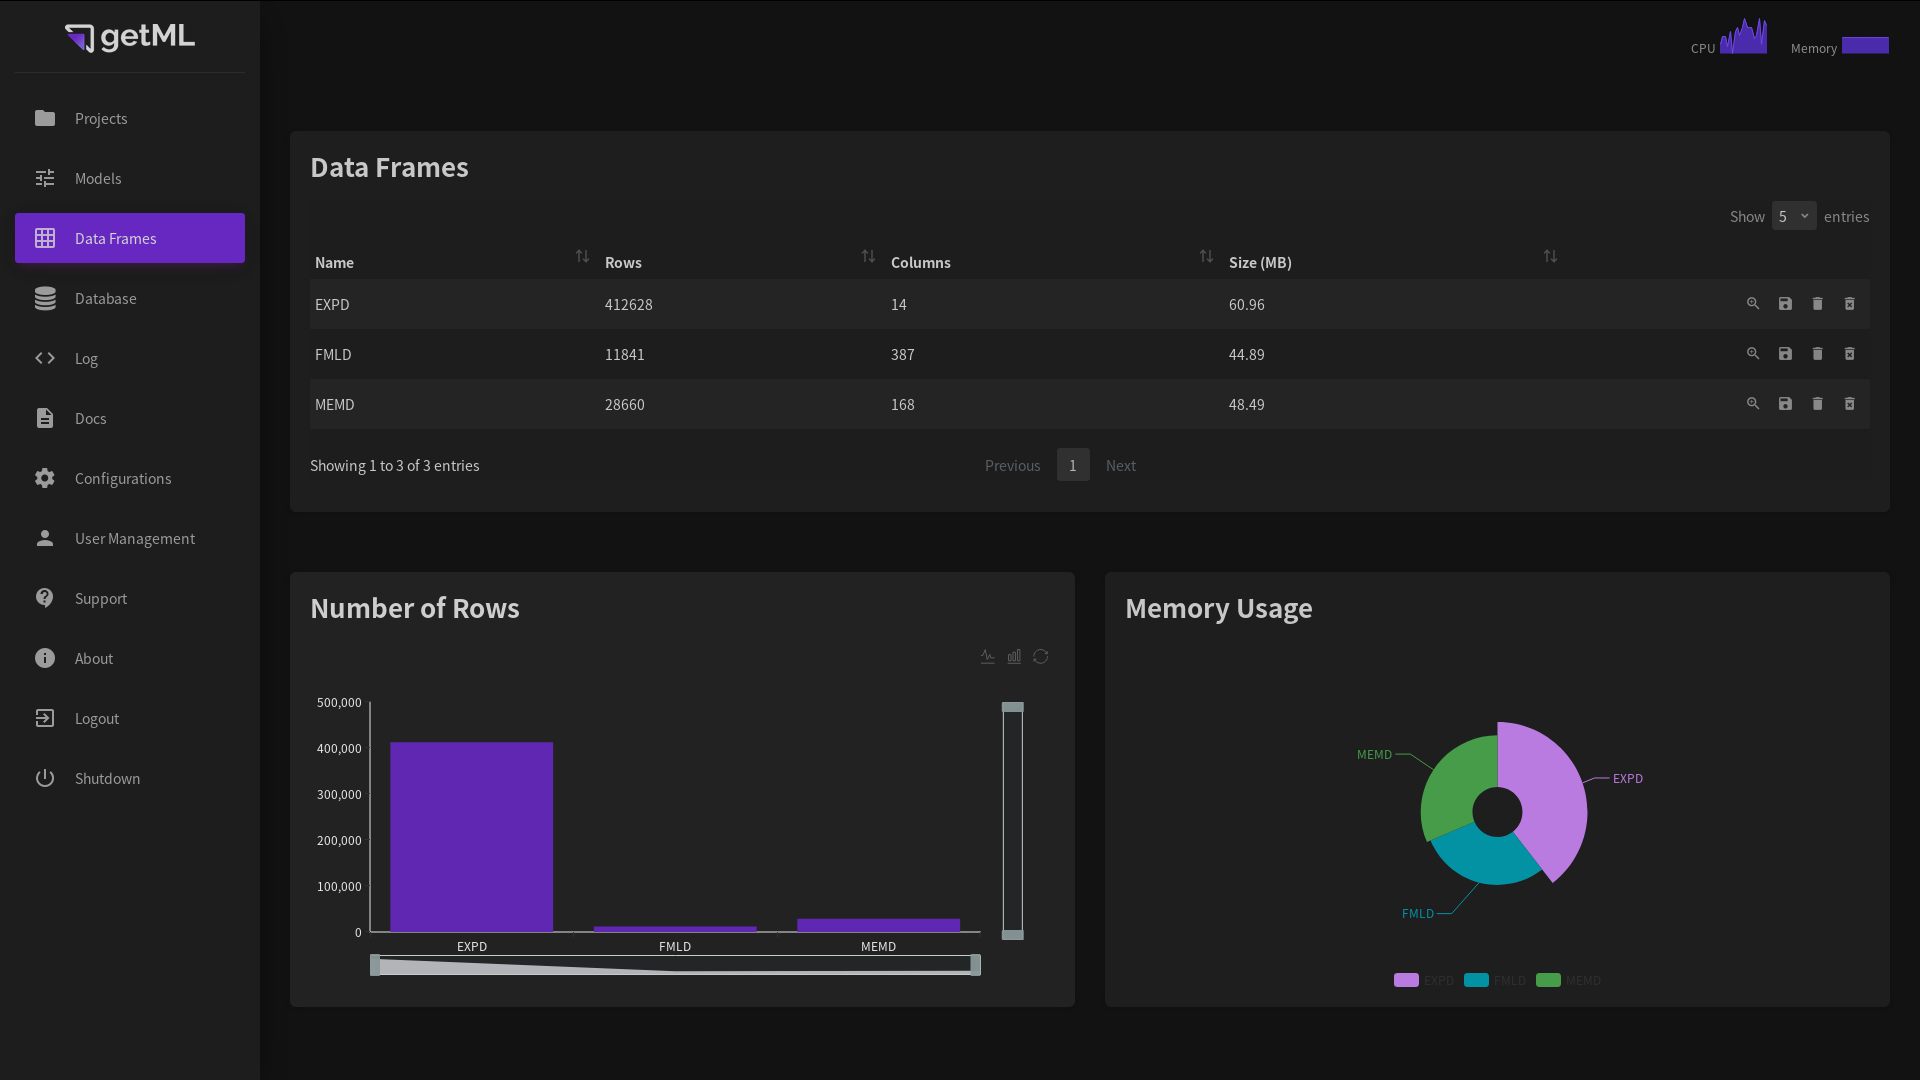 getML
CPU
Memory
Projects
Models
Data Frames
Database
Log
Docs
Configurations
User Management
Support
About
Logout
Shutdown
Data Frames
Show 5 entries
Name Rows Columns Size (MB)
EXPD 412628 14 60.96
FMLD 11841 387 44.89
MEMD 28660 168 48.49
Showing 1 to 3 of 3 entries
Previous 1 Next
Number of Rows
500,000
400,000
300,000
200,000
100,000
0
EXPD FMLD MEMD
Memory Usage
MEMD
EXPD
FMLD
EXPD FMLD MEMD